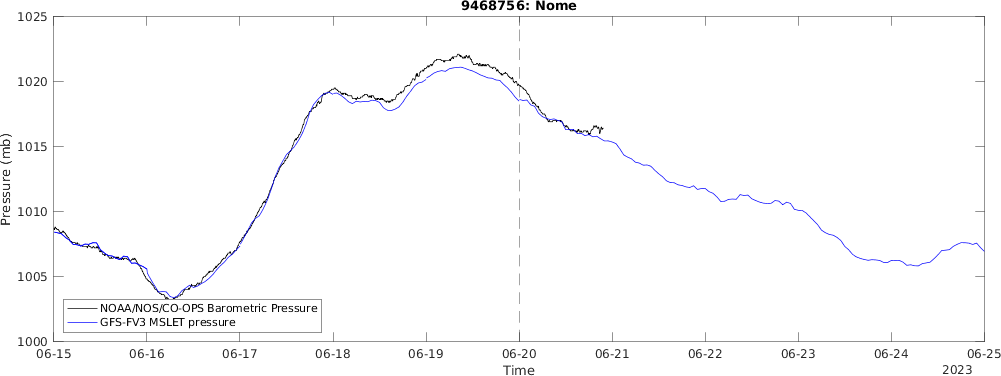 9468756: Nome
1025
1020
1015
1010
1005
1000
Pressure (mb)
NOAA/NOS/CO-OPS Barometric Pressure
GFS-FV3 MSLET pressure
06-15 06-16 06-17 06-18 06-19 06-20 06-21 06-22 06-23 06-24 06-25
Time
2023